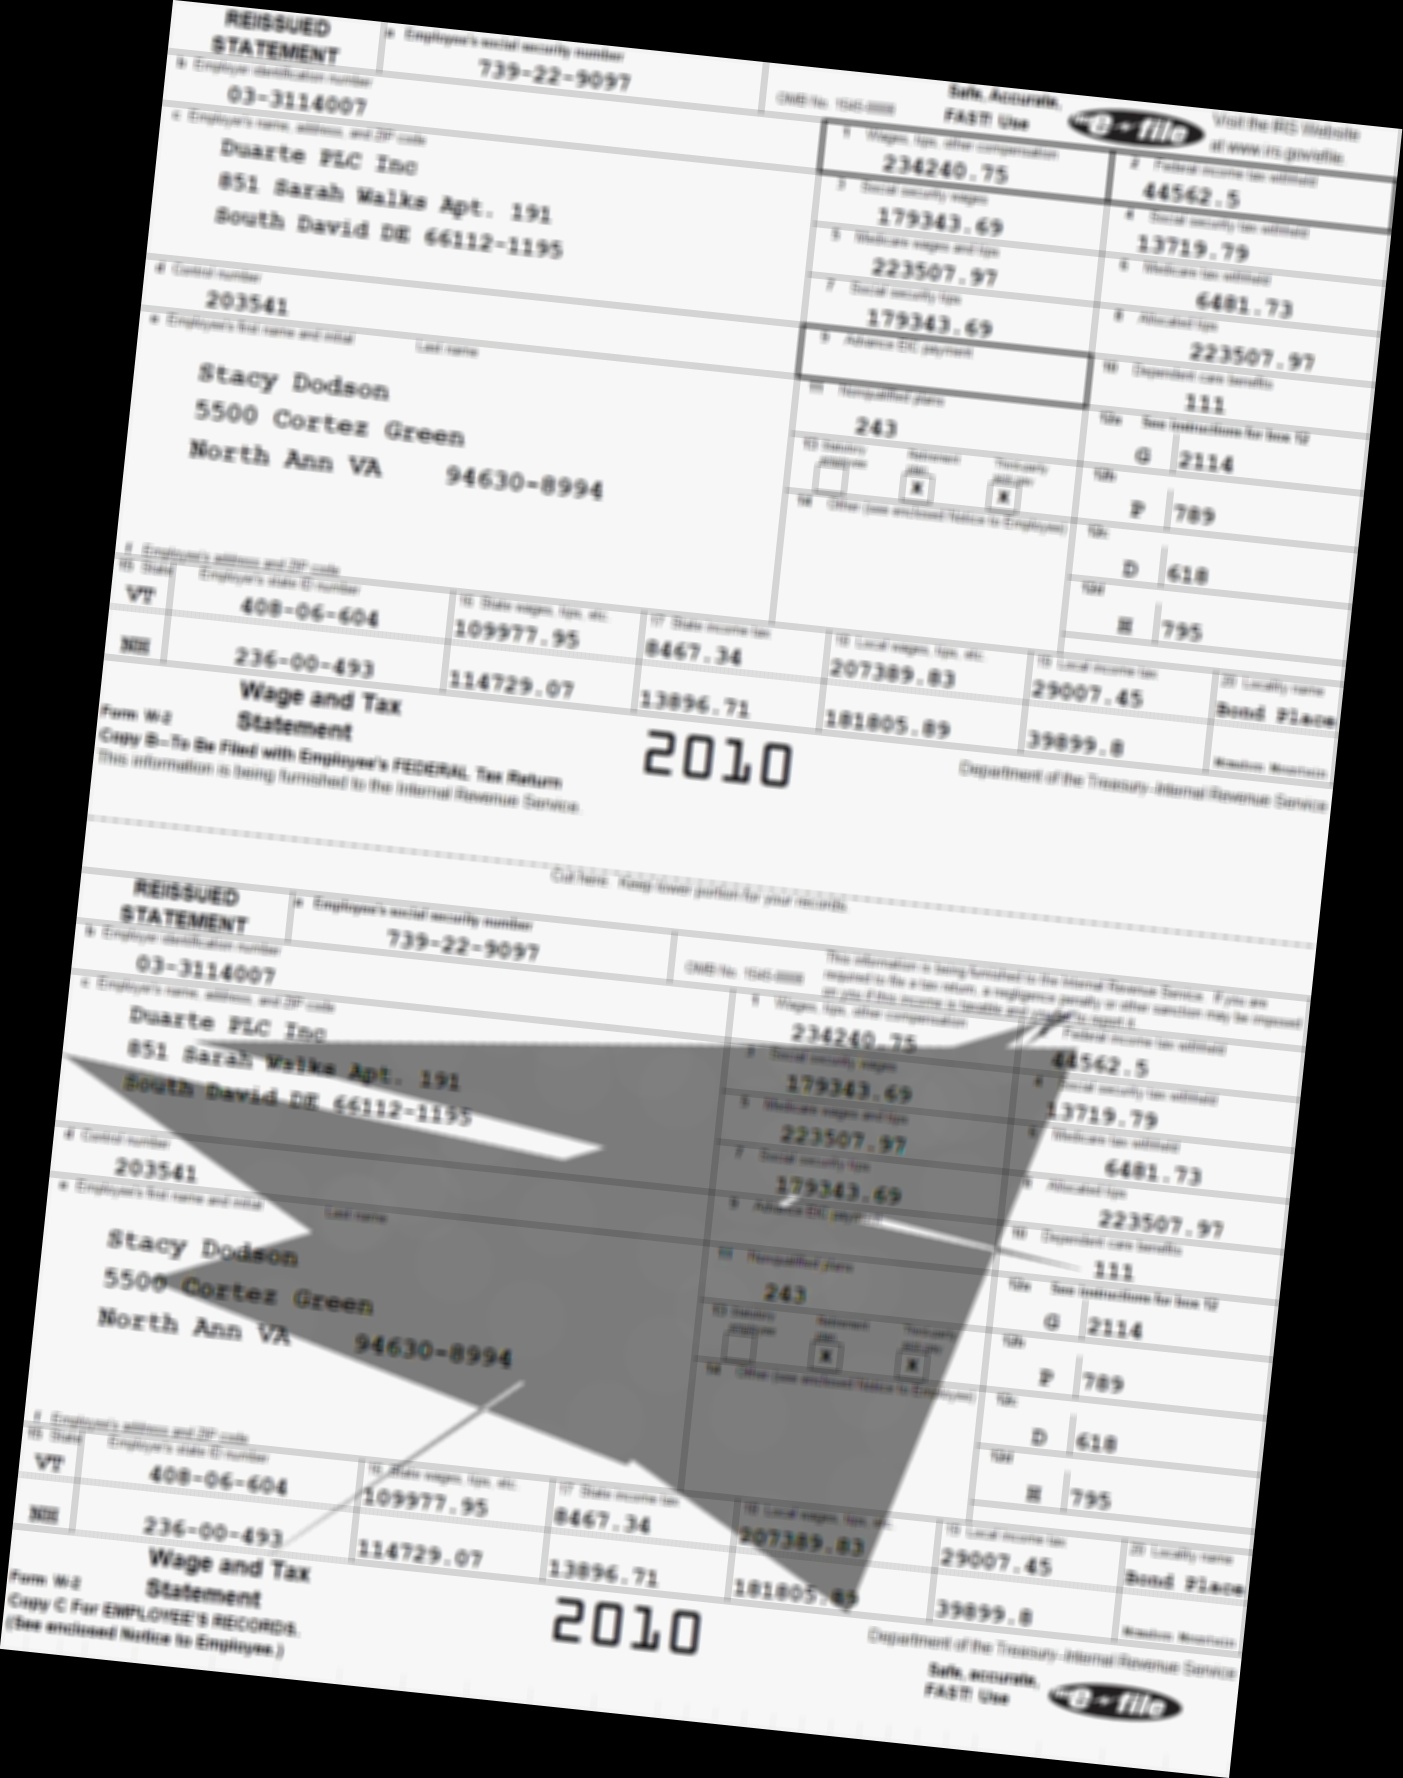 REISSUED
STATEMENT
a Employee's social security number
739-22-9097
OMB No. 1545-0008
Safe, Accurate,
FAST! Use
e-file
Visit the IRS Website
at www.irs.gov/efile.
b Employer identification number
03-3114007
c Employer's name, address, and ZIP code
Duarte PLC Inc
851 Sarah Walks Apt. 191
South David DE 66112-1195
1 Wages, tips, other compensation
234240.75
2 Federal income tax withheld
44562.5
3 Social security wages
179343.69
4 Social security tax withheld
13719.79
5 Medicare wages and tips
223507.97
6 Medicare tax withheld
6481.73
d Control number
203541
7 Social security tips
179343.69
8 Allocated tips
223507.97
e Employee's first name and initial Last name
Stacy Dodson
5500 Cortez Green
North Ann VA 94630-8994
9 Advance EIC payment
10 Dependent care benefits
111
11 Nonqualified plans
243
12a See instructions for box 12
G 2114
13 Statutory employee
Retirement plan
X
Third-party sick pay
X
12b
P 789
14 Other (see enclosed Notice to Employee)
12c
D 618
12d
H 795
f Employee's address and ZIP code
15 State Employer's state ID number
16 State wages, tips, etc.
17 State income tax
18 Local wages, tips, etc.
19 Local income tax
20 Locality name
VT 408-06-604 109977.95 8467.34 207389.83 29007.45 Bond Place
NH 236-00-493 114729.07 13896.71 181805.89 39899.8
Wage and Tax
Statement
Form W-2
2010
Copy B—To Be Filed with Employee's FEDERAL Tax Return
This information is being furnished to the Internal Revenue Service.
Department of the Treasury-Internal Revenue Service
Cut here. Keep lower portion for your records.
REISSUED
STATEMENT
a Employee's social security number
739-22-9097
OMB No. 1545-0008
This information is being furnished to the Internal Revenue Service. If you are
required to file a tax return, a negligence penalty or other sanction may be imposed
on you if this income is taxable and you fail to report it.
b Employer identification number
03-3114007
c Employer's name, address, and ZIP code
Duarte PLC Inc
851 Sarah Walks Apt. 191
South David DE 66112-1195
1 Wages, tips, other compensation
234240.75
Federal income tax withheld
44562.5
3 Social security wages
179343.69
4 Social security tax withheld
13719.79
5 Medicare wages and tips
223507.97
6 Medicare tax withheld
6481.73
d Control number
203541
7 Social security tips
179343.69
8 Allocated tips
223507.97
e Employee's first name and initial Last name
Stacy Dodson
5500 Cortez Green
North Ann VA 94630-8994
9 Advance EIC payment
10 Dependent care benefits
111
11 Nonqualified plans
243
12a See instructions for box 12
G 2114
13 Statutory employee
Retirement plan
X
Third-party sick pay
X
12b
P 789
14 Other (see enclosed Notice to Employee)
12c
D 618
12d
H 795
f Employee's address and ZIP code
15 State Employer's state ID number
16 State wages, tips, etc.
17 State income tax
18 Local wages, tips, etc.
19 Local income tax
20 Locality name
VT 408-06-604 109977.95 8467.34 207389.83 29007.45 Bond Place
NH 236-00-493 114729.07 13896.71 181805.89 39899.8
Wage and Tax
Statement
Form W-2
2010
Copy C For EMPLOYEE'S RECORDS.
(See enclosed Notice to Employee.)
Department of the Treasury-Internal Revenue Service
Safe, accurate,
FAST! Use
e-file